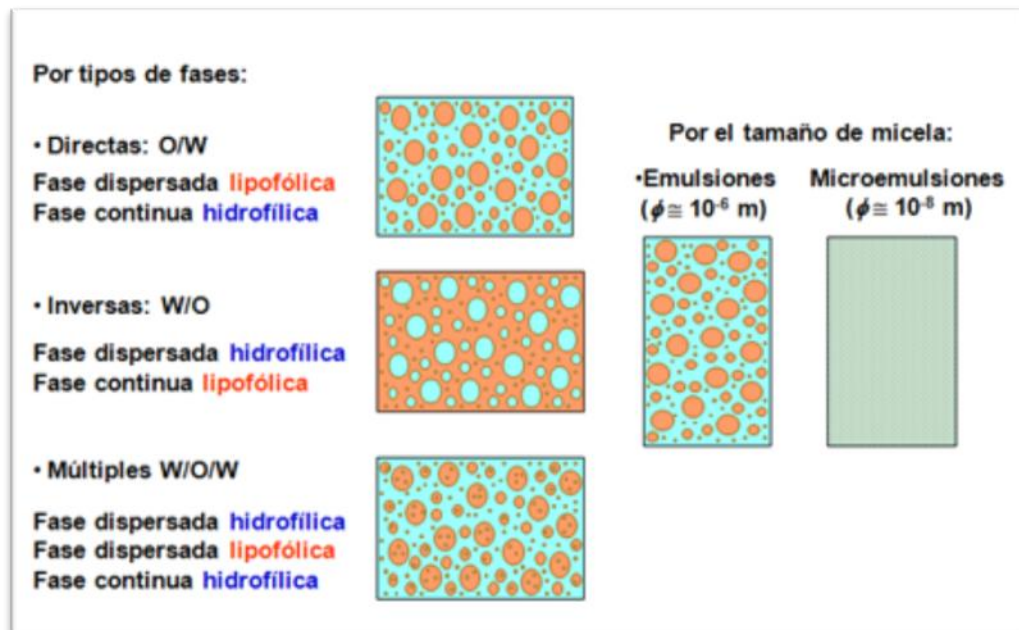 Por tipos de fases:
• Directas: O/W
Fase dispersada lipofólica
Fase continua hidrofílica
• Inversas: W/O
Fase dispersada hidrofílica
Fase continua lipofólica
• Múltiples W/O/W
Fase dispersada hidrofílica
Fase dispersada lipofólica
Fase continua hidrofílica
Por el tamaño de micela:
•Emulsiones
(ϕ≅ 10⁻⁶ m)
Microemulsiones
(ϕ≅ 10⁻⁸ m)